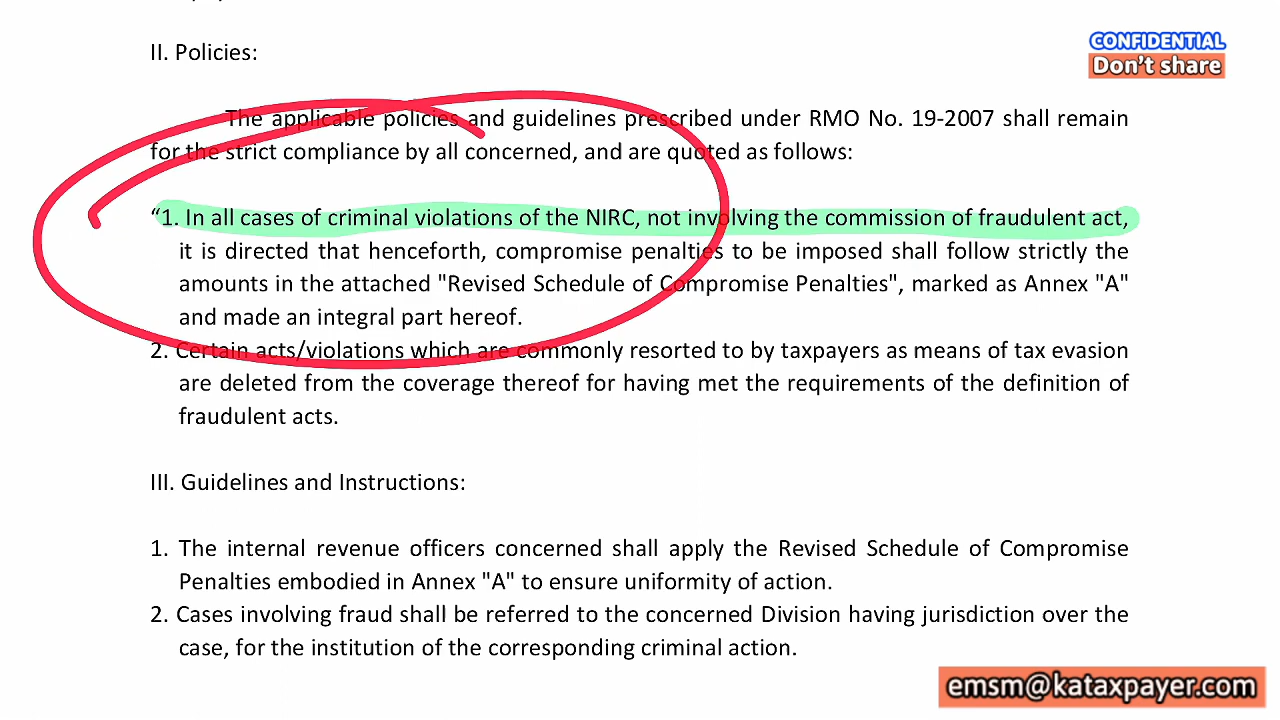 II. Policies:
CONFIDENTIAL
Don't share
The applicable policies and guidelines prescribed under RMO No. 19-2007 shall remain
for the strict compliance by all concerned, and are quoted as follows:
“1. In all cases of criminal violations of the NIRC, not involving the commission of fraudulent act,
it is directed that henceforth, compromise penalties to be imposed shall follow strictly the
amounts in the attached "Revised Schedule of Compromise Penalties", marked as Annex "A"
and made an integral part hereof.
2. Certain acts/violations which are commonly resorted to by taxpayers as means of tax evasion
are deleted from the coverage thereof for having met the requirements of the definition of
fraudulent acts.
III. Guidelines and Instructions:
1. The internal revenue officers concerned shall apply the Revised Schedule of Compromise
Penalties embodied in Annex "A" to ensure uniformity of action.
2. Cases involving fraud shall be referred to the concerned Division having jurisdiction over the
case, for the institution of the corresponding criminal action.
emsm@kataxpayer.com